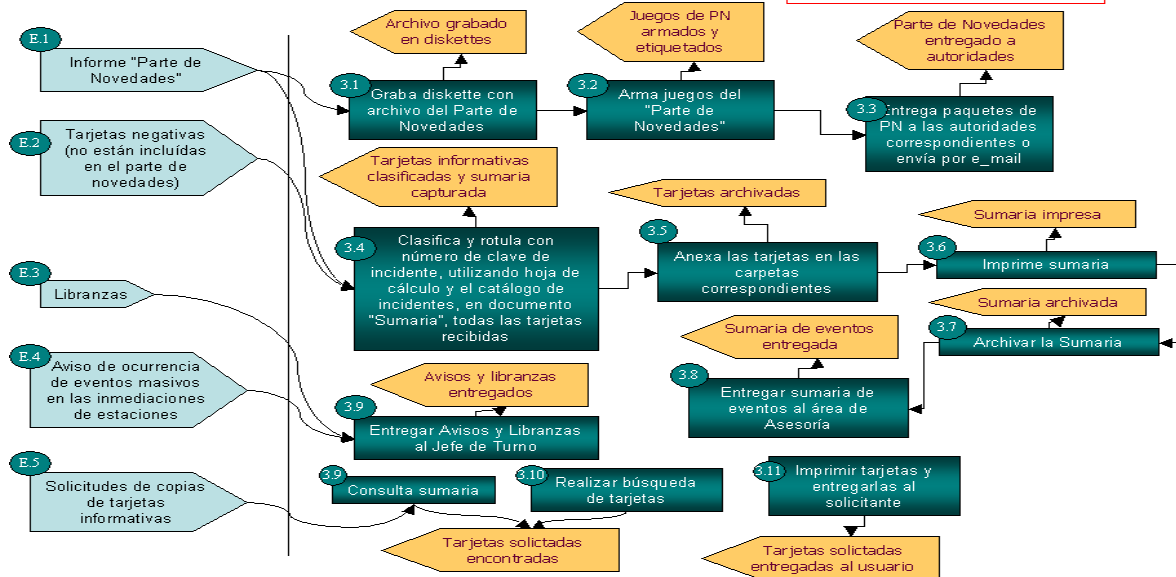 E.1
Informe "Parte de
Novedades"
E.2
Tarjetas negativas
(no están incluídas
en el parte de
novedades)
E.3
Libranzas
E.4
Aviso de ocurrencia
de eventos masivos
en las inmediaciones
de estaciones
E.5
Solicitudes de copias
de tarjetas
informativas
Archivo grabado
en diskettes
3.1
Graba diskette con
archivo del Parte de
Novedades
Juegos de PN
armados y
etiquetados
3.2
Arma juegos del
"Parte de
Novedades"
Parte de Novedades
entregado a
autoridades
3.3
Entrega paquetes de
PN a las autoridades
correspondientes o
envía por e_mail
Tarjetas informativas
clasificadas y sumaria
capturada
3.4
Clasifica y rotula con
número de clave de
incidente, utilizando hoja de
cálculo y el catálogo de
incidentes, en documento
"Sumaria", todas las tarjetas
recibidas
Tarjetas archivadas
3.5
Anexa las tarjetas en las
carpetas
correspondientes
Sumaria impresa
3.6
Imprime sumaria
Sumaria archivada
3.7
Archivar la Sumaria
Sumaria de eventos
entregada
3.8
Entregar sumaria de
eventos al área de
Asesoría
Avisos y libranzas
entregados
3.9
Entregar Avisos y Libranzas
al Jefe de Turno
3.9
Consulta sumaria
3.10
Realizar búsqueda
de tarjetas
Tarjetas solictadas
encontradas
3.11
Imprimir tarjetas y
entregarlas al
solicitante
Tarjetas solictadas
entregadas al usuario